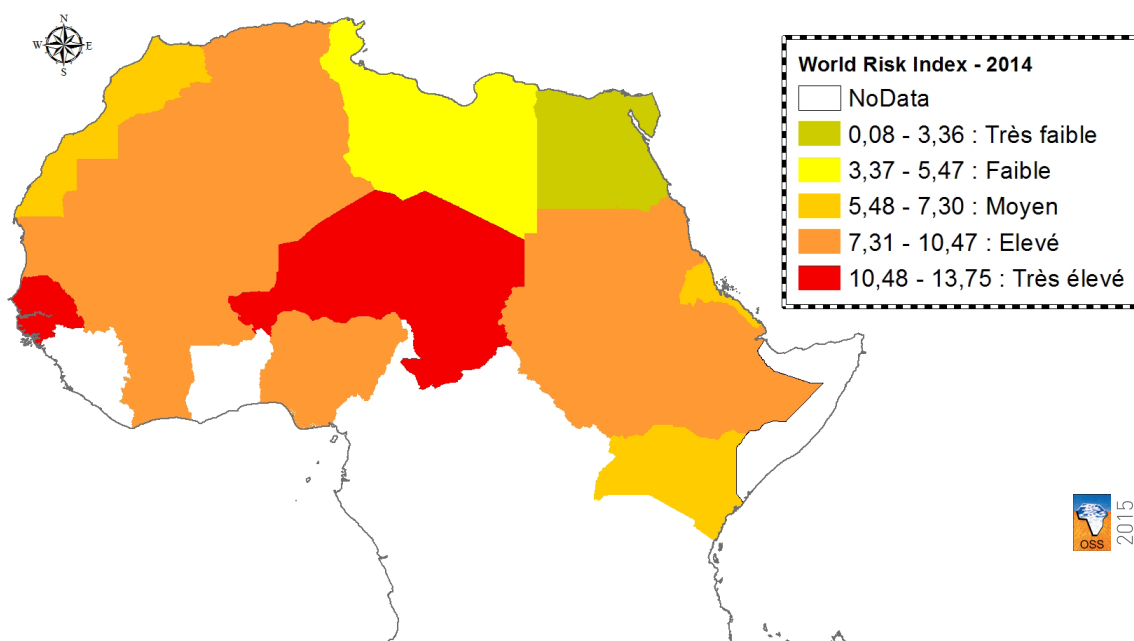 N
W E
S
World Risk Index - 2014
NoData
0,08 - 3,36 : Très faible
3,37 - 5,47 : Faible
5,48 - 7,30 : Moyen
7,31 - 10,47 : Elevé
10,48 - 13,75 : Très élevé
OSS
2015